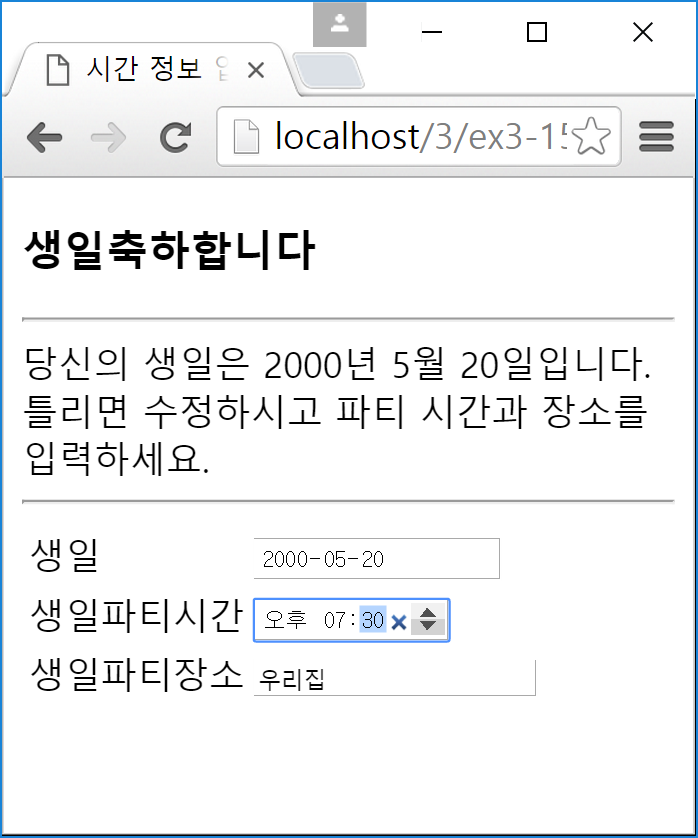 시간 정보
localhost/3/ex3-15
생일축하합니다
당신의 생일은 2000년 5월 20일입니다.
틀리면 수정하시고 파티 시간과 장소를
입력하세요.
생일 2000-05-20
생일파티시간 오후 07:30
생일파티장소 우리집